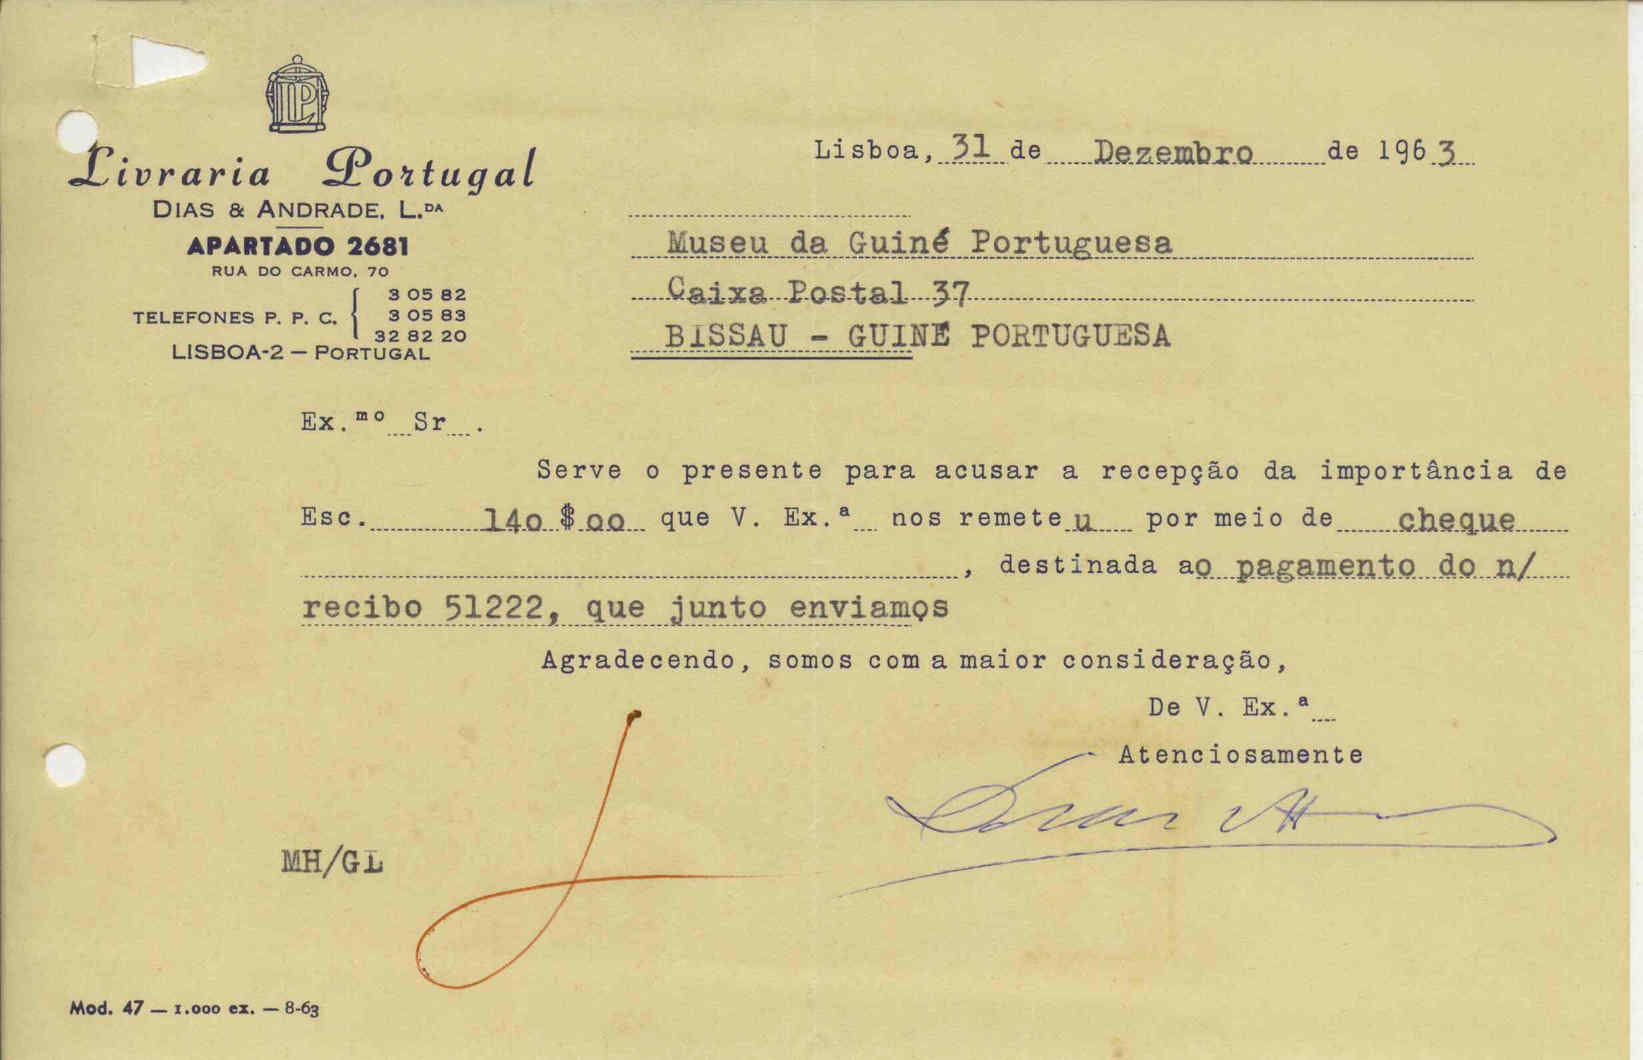 LP
Livraria Portugal
DIAS & ANDRADE, L.DA
APARTADO 2681
RUA DO CARMO, 70
TELEFONES P. P. C. { 3 05 82
3 05 83
32 82 20
LISBOA-2 — PORTUGAL
Lisboa, 31 de Dezembro de 1963
Museu da Guiné Portuguesa
Caixa Postal 37
BISSAU - GUINÉ PORTUGUESA
Ex.mo Sr .
Serve o presente para acusar a recepção da importância de
Esc. 140$00 que V. Ex.ª nos remeteu por meio de cheque
, destinada ao pagamento do n/
recibo 51222, que junto enviamos
Agradecendo, somos com a maior consideração,
De V. Ex.ª
Atenciosamente
MH/GL
Mod. 47 — 1.000 ex. — 8-63